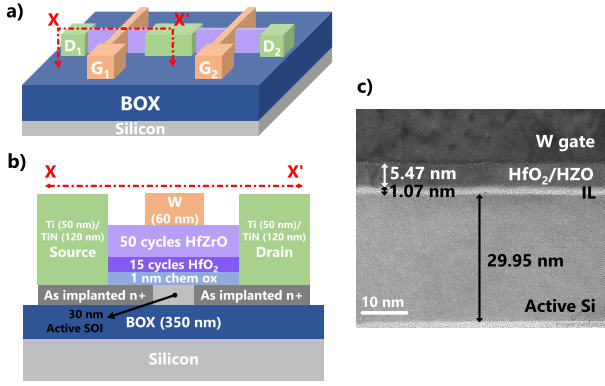 a)
X
X'
D1
D2
G1
G2
BOX
Silicon
b)
X
X'
Ti (50 nm)/
TiN (120 nm)
Source
W
(60 nm)
Ti (50 nm)/
TiN (120 nm)
Drain
50 cycles HfZrO
15 cycles HfO2
1 nm chem ox
As implanted n+
As implanted n+
30 nm
Active SOI
BOX (350 nm)
Silicon
c)
W gate
5.47 nm
HfO2/HZO
1.07 nm
IL
29.95 nm
10 nm
Active Si